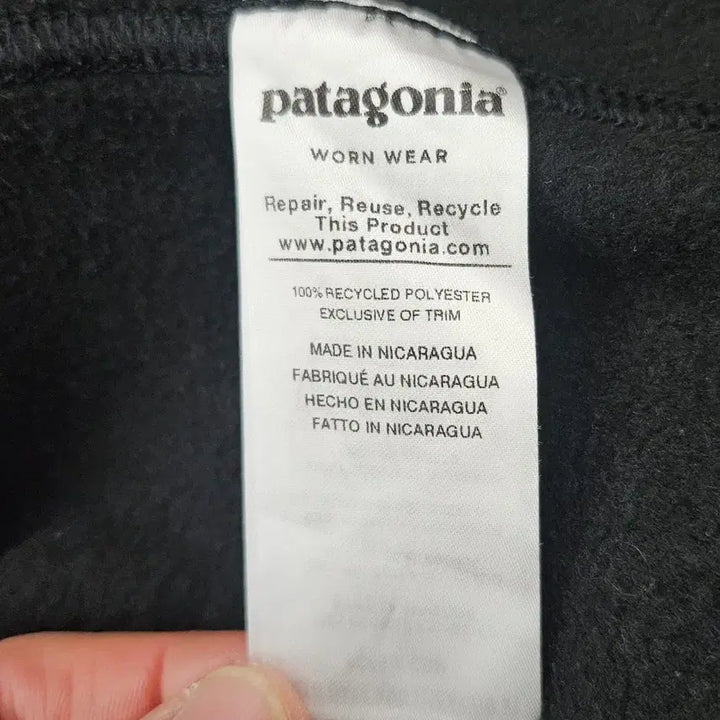 patagonia®
WORN WEAR
Repair, Reuse, Recycle
This Product
www.patagonia.com
100% RECYCLED POLYESTER
EXCLUSIVE OF TRIM
MADE IN NICARAGUA
FABRIQUÉ AU NICARAGUA
HECHO EN NICARAGUA
FATTO IN NICARAGUA